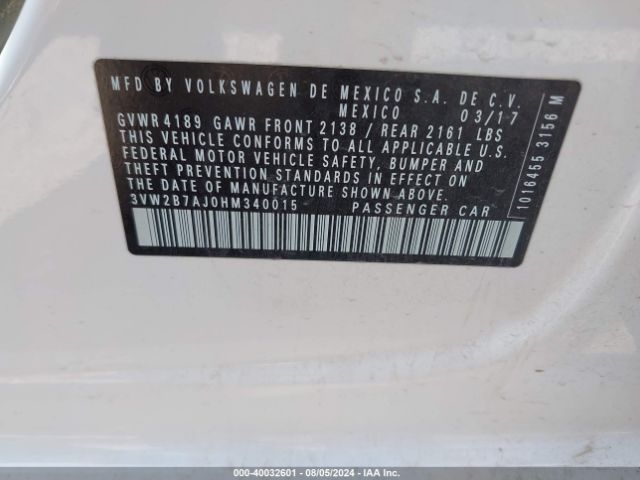 MFD BY VOLKSWAGEN DE MEXICO S.A. DE C.V.
MEXICO 03/17
GVWR 4189 GAWR FRONT 2138 / REAR 2161 LBS
THIS VEHICLE CONFORMS TO ALL APPLICABLE U.S.
FEDERAL MOTOR VEHICLE SAFETY, BUMPER AND
THEFT PREVENTION STANDARDS IN EFFECT ON
THE DATE OF MANUFACTURE SHOWN ABOVE.
3VW2B7AJ0HM340015 PASSENGER CAR
1016455 3156 M
000-40032601 - 08/05/2024 - IAA Inc.